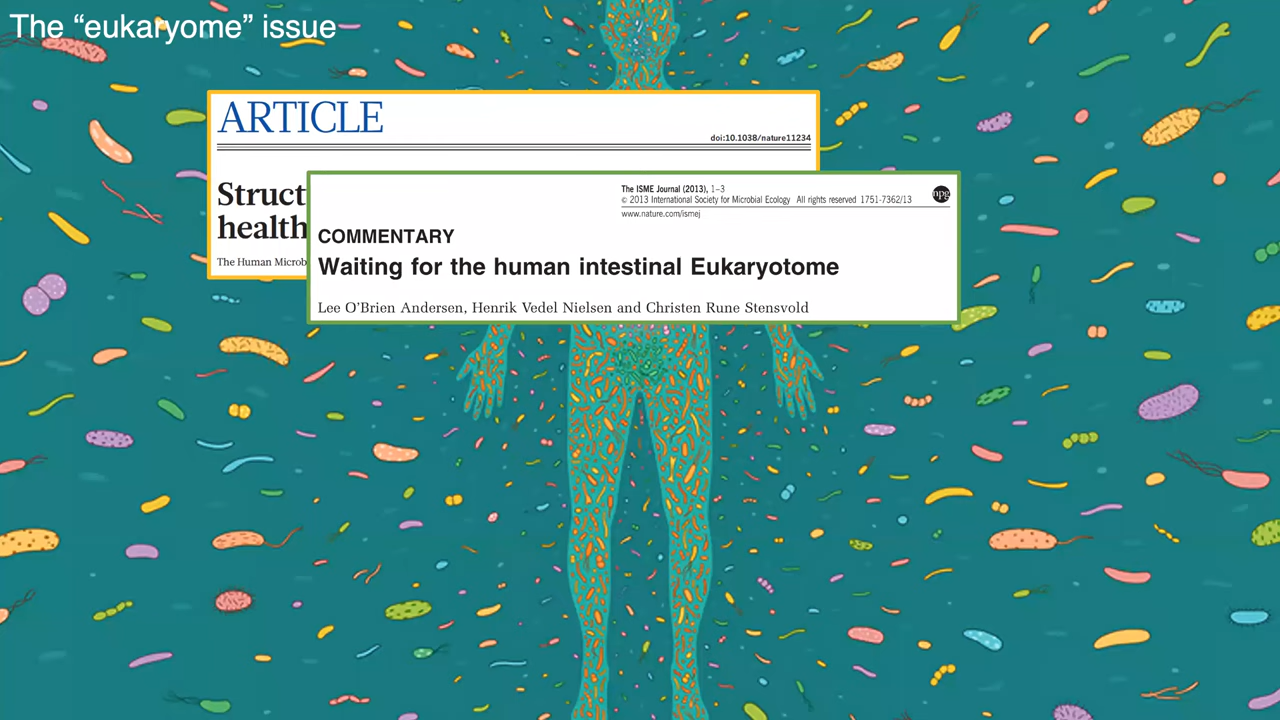 The “eukaryome” issue
ARTICLE
doi:10.1038/nature11234
Struct
health
The Human Microb
The ISME Journal (2013), 1–3
© 2013 International Society for Microbial Ecology All rights reserved 1751-7362/13
www.nature.com/ismej
npg
COMMENTARY
Waiting for the human intestinal Eukaryotome
Lee O’Brien Andersen, Henrik Vedel Nielsen and Christen Rune Stensvold